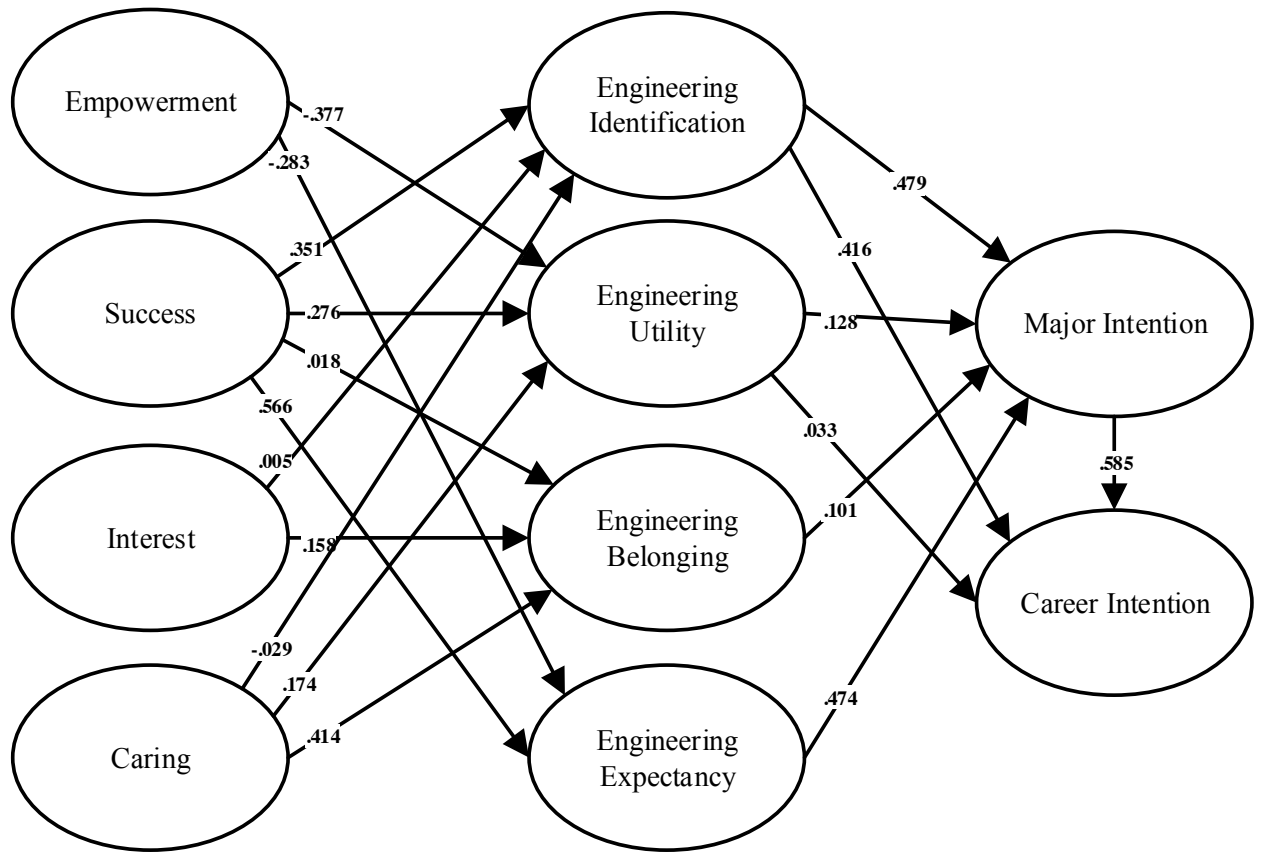 Empowerment
Success
Interest
Caring
-.377
-.283
.351
.276
.018
.566
.005
.158
-.029
.174
.414
Engineering
Identification
Engineering
Utility
Engineering
Belonging
Engineering
Expectancy
.479
.416
.128
.033
.101
.474
Major Intention
.585
Career Intention